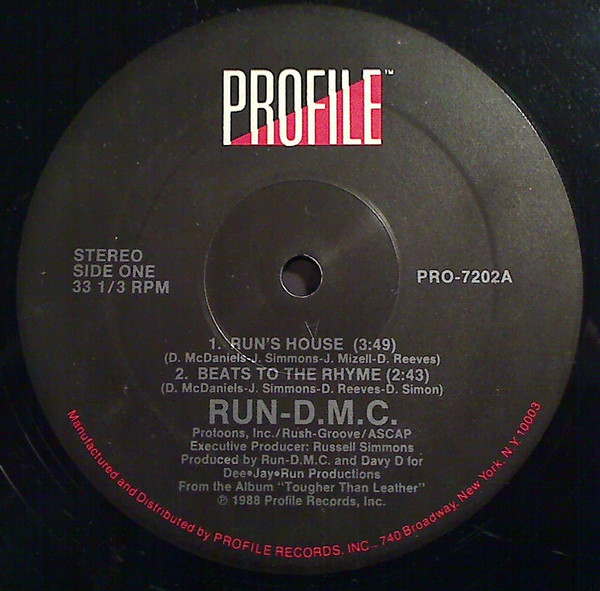 PROFILE™
STEREO
SIDE ONE
33 1/3 RPM
PRO-7202A
1. RUN'S HOUSE (3:49)
(D. McDaniels-J. Simmons-J. Mizell-D. Reeves)
2. BEATS TO THE RHYME (2:43)
(D. McDaniels-J. Simmons-D. Reeves-D. Simon)
RUN-D.M.C.
Protoons, Inc./Rush-Groove/ASCAP
Executive Producer: Russell Simmons
Produced by Run-D.M.C. and Davy D for
Dee•Jay•Run Productions
From the Album "Tougher Than Leather"
℗ 1988 Profile Records, Inc.
Manufactured and Distributed by PROFILE RECORDS, INC., 740 Broadway, New York, N.Y. 10003